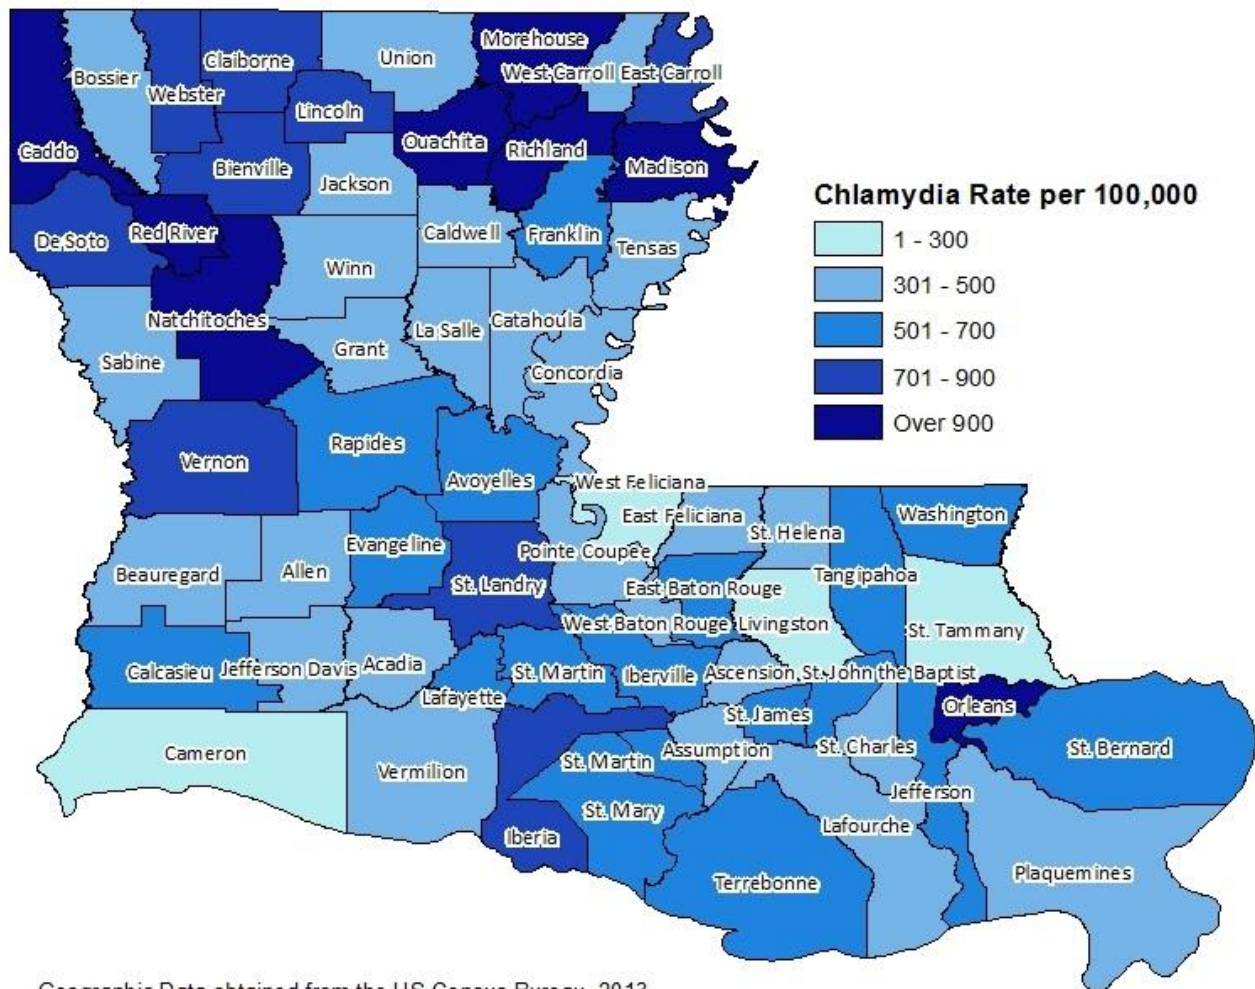 Morehouse
Union
Claiborne
Bossier
West Carroll
East Carroll
Webster
Lincoln
Ouachita
Richland
Caddo
Madison
Bienville
Jackson
Chlamydia Rate per 100,000
1 - 300
301 - 500
501 - 700
701 - 900
Over 900
Red River
De Soto
Caldwell
Franklin
Tensas
Winn
Natchitoches
La Salle
Catahoula
Grant
Sabine
Concordia
Rapides
Vernon
Avoyelles
West Feliciana
East Feliciana
Washington
St. Helena
Evangeline
Pointe Coupee
Beauregard
Allen
St. Landry
Tangipahoa
East Baton Rouge
West Baton Rouge
Livingston
St. Tammany
Calcasieu
Jefferson Davis
Acadia
St. Martin
Iberville
Ascension
St. John the Baptist
Lafayette
Orleans
St. James
Cameron
Vermilion
St. Martin
Assumption
St. Charles
St. Bernard
Jefferson
St. Mary
Iberia
Lafourche
Terrebonne
Plaquemines
Geographic Data obtained from the US Census Bureau, 2013